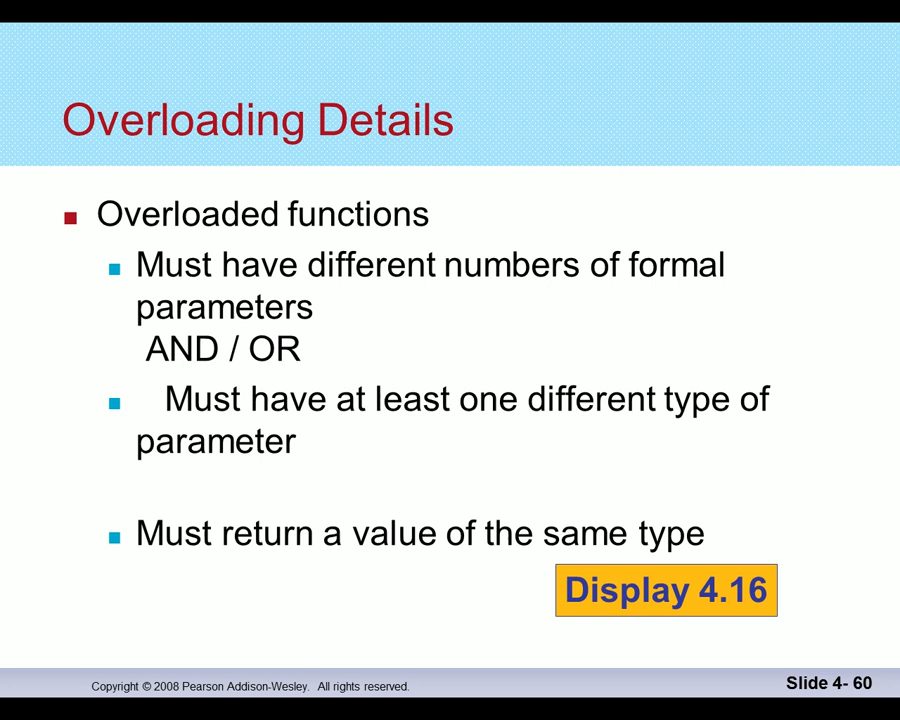 Overloading Details
Overloaded functions
Must have different numbers of formal
parameters
AND / OR
Must have at least one different type of
parameter
Must return a value of the same type
Display 4.16
Copyright © 2008 Pearson Addison-Wesley. All rights reserved.
Slide 4- 60